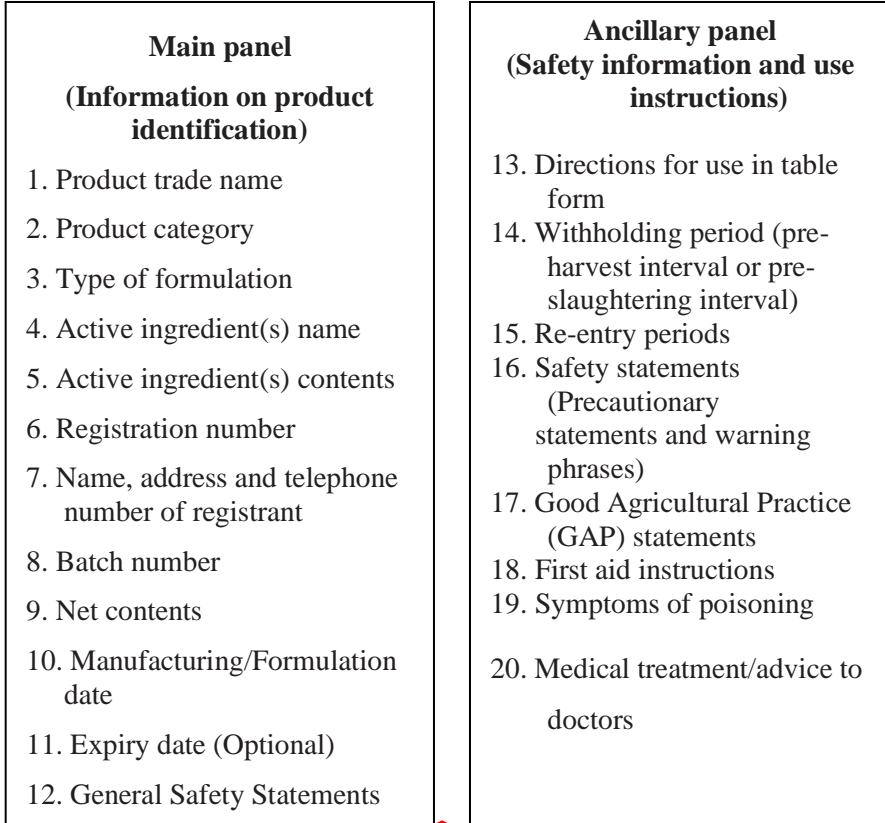 Main panel
(Information on product
identification)
1. Product trade name
2. Product category
3. Type of formulation
4. Active ingredient(s) name
5. Active ingredient(s) contents
6. Registration number
7. Name, address and telephone
number of registrant
8. Batch number
9. Net contents
10. Manufacturing/Formulation
date
11. Expiry date (Optional)
12. General Safety Statements
Ancillary panel
(Safety information and use
instructions)
13. Directions for use in table
form
14. Withholding period (pre-
harvest interval or pre-
slaughtering interval)
15. Re-entry periods
16. Safety statements
(Precautionary
statements and warning
phrases)
17. Good Agricultural Practice
(GAP) statements
18. First aid instructions
19. Symptoms of poisoning
20. Medical treatment/advice to
doctors